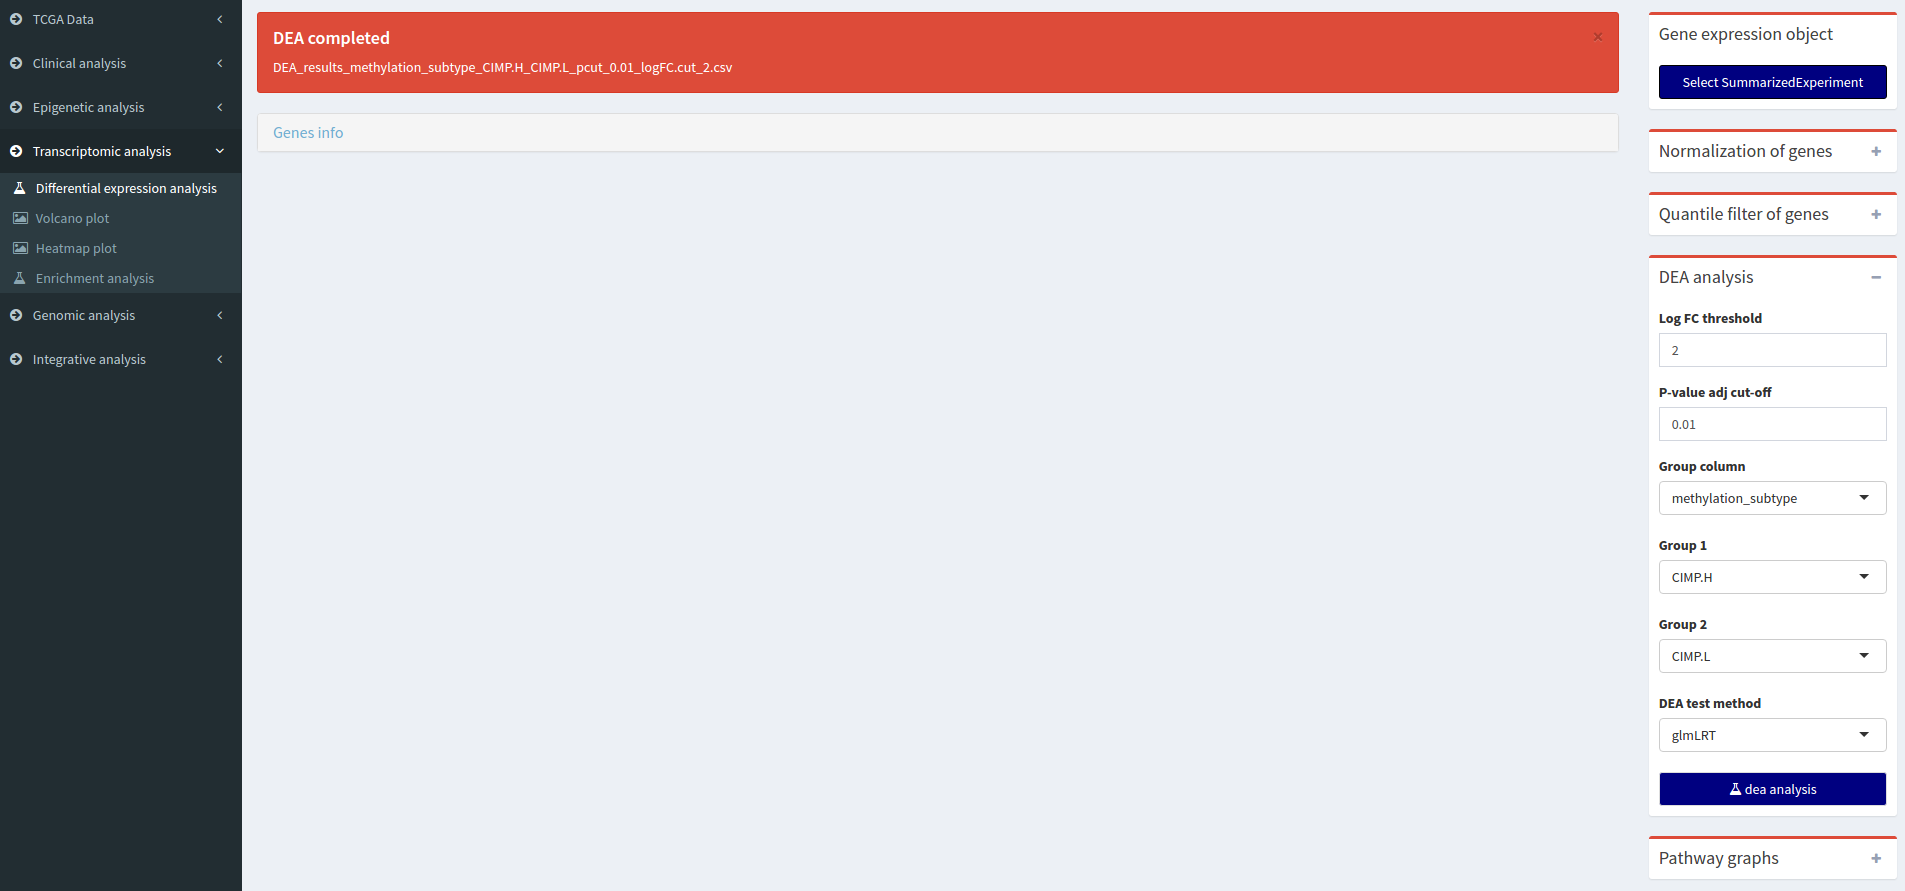 TCGA Data
Clinical analysis
Epigenetic analysis
Transcriptomic analysis
Differential expression analysis
Volcano plot
Heatmap plot
Enrichment analysis
Genomic analysis
Integrative analysis
DEA completed
×
DEA_results_methylation_subtype_CIMP.H_CIMP.L_pcut_0.01_logFC.cut_2.csv
Genes info
Gene expression object
Select SummarizedExperiment
Normalization of genes
Quantile filter of genes
DEA analysis
Log FC threshold
2
P-value adj cut-off
0.01
Group column
methylation_subtype
Group 1
CIMP.H
Group 2
CIMP.L
DEA test method
glmLRT
dea analysis
Pathway graphs